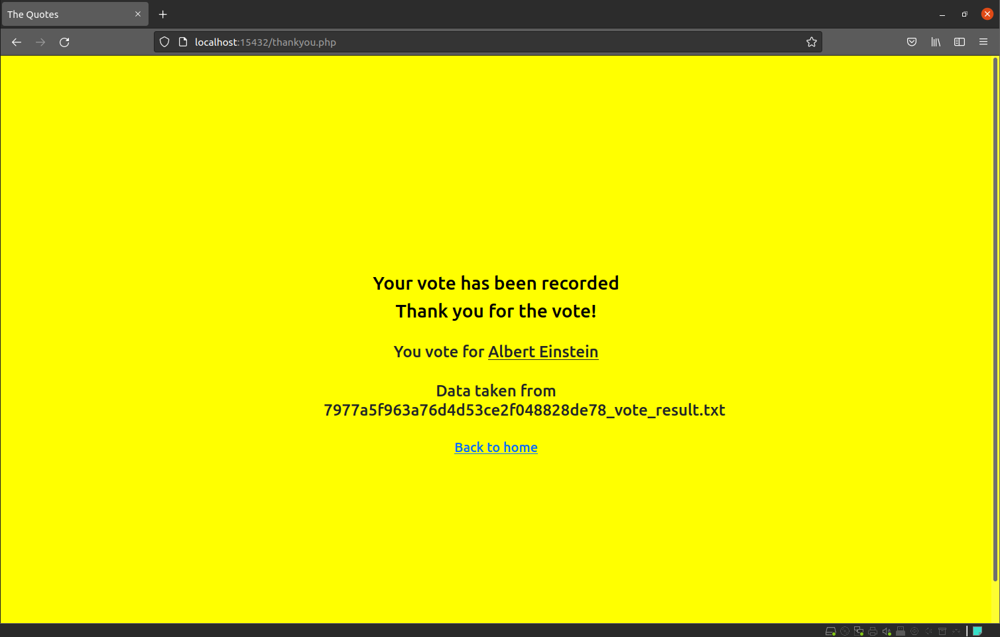 The Quotes
localhost:15432/thankyou.php
Your vote has been recorded
Thank you for the vote!
You vote for Albert Einstein
Data taken from
7977a5f963a76d4d53ce2f048828de78_vote_result.txt
Back to home